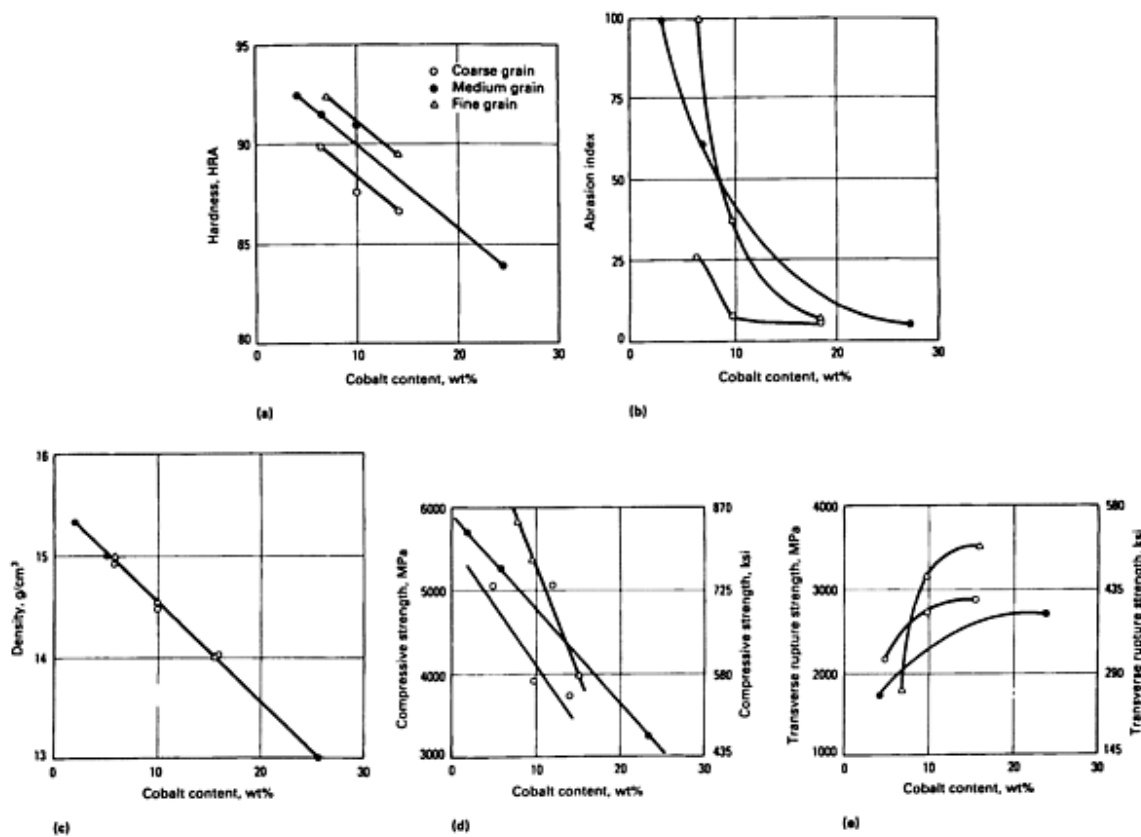 95
90
85
80
Hardness, HRA
Coarse grain
Medium grain
Fine grain
0
10
20
30
Cobalt content, wt%
(a)
100
75
50
25
0
Abrasion index
0
10
20
30
Cobalt content, wt%
(b)
16
15
14
13
Density, g/cm³
0
10
20
30
Cobalt content, wt%
(c)
6000
5000
4000
3000
Compressive strength, MPa
870
725
580
435
Compressive strength, ksi
0
10
20
30
Cobalt content, wt%
(d)
4000
3000
2000
1000
Transverse rupture strength, MPa
580
435
290
145
Transverse rupture strength, ksi
0
10
20
30
Cobalt content, wt%
(e)